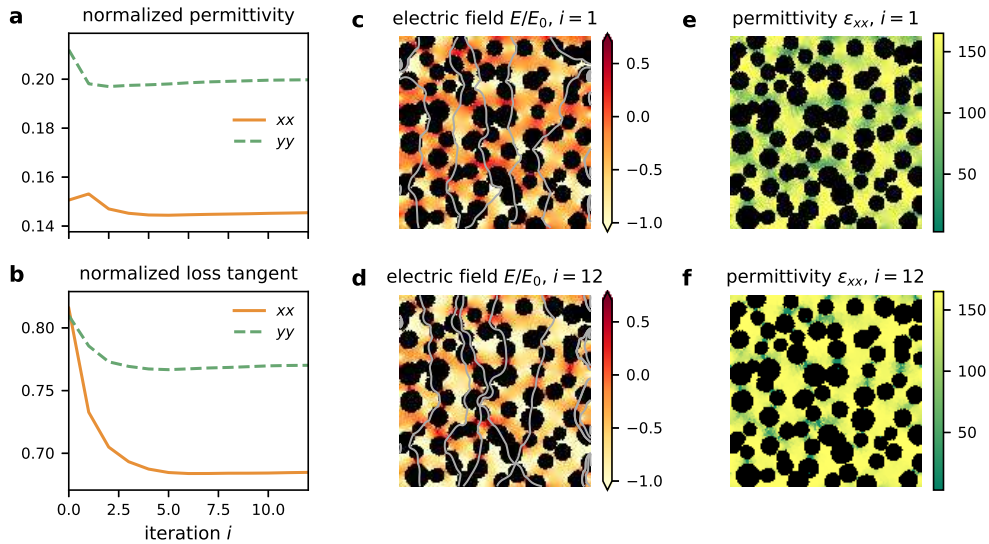 a
normalized permittivity
0.20
0.18
0.16
0.14
xx
yy
b
normalized loss tangent
0.80
0.75
0.70
xx
yy
0.0 2.5 5.0 7.5 10.0
iteration i
c
electric field E/E₀, i = 1
0.5
0.0
−0.5
−1.0
d
electric field E/E₀, i = 12
0.5
0.0
−0.5
−1.0
e
permittivity εₓₓ, i = 1
150
100
50
f
permittivity εₓₓ, i = 12
150
100
50